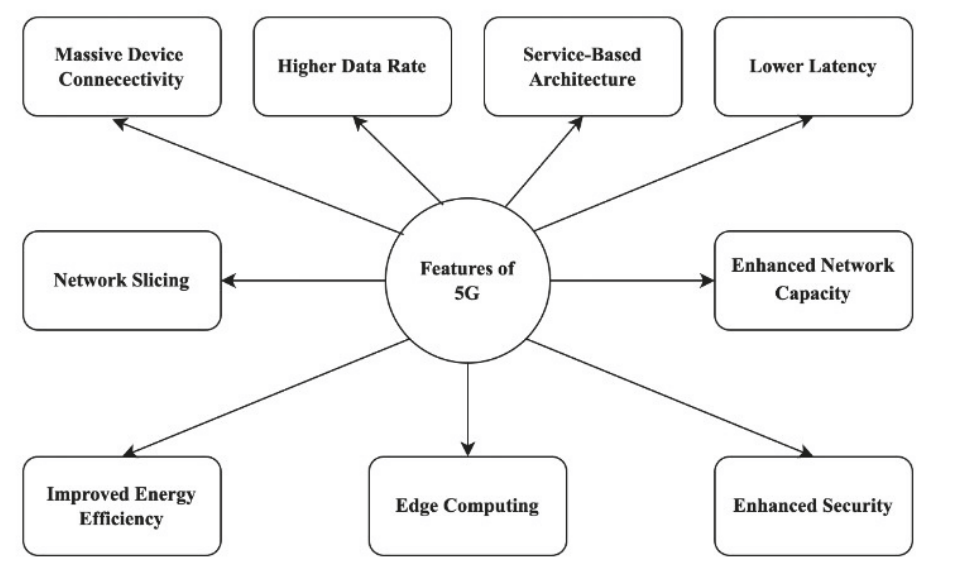 Massive Device
Connecectivity
Higher Data Rate
Service-Based
Architecture
Lower Latency
Network Slicing
Features of
5G
Enhanced Network
Capacity
Improved Energy
Efficiency
Edge Computing
Enhanced Security